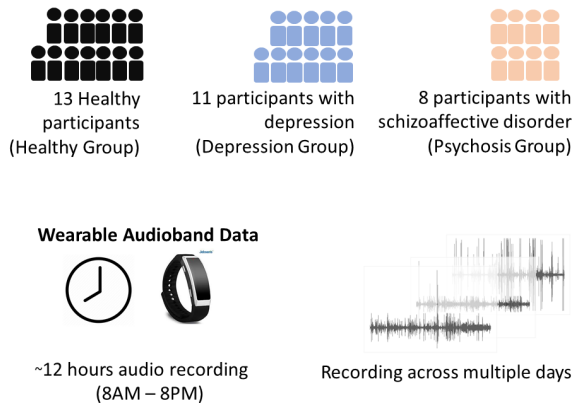 13 Healthy
participants
(Healthy Group)
11 participants with
depression
(Depression Group)
8 participants with
schizoaffective disorder
(Psychosis Group)
Wearable Audioband Data
~12 hours audio recording
(8AM – 8PM)
Recording across multiple days